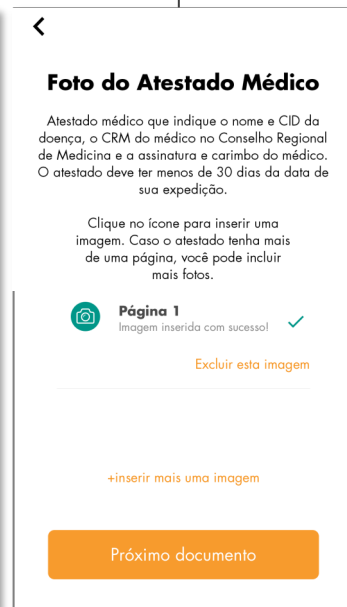 Foto do Atestado Médico
Atestado médico que indique o nome e CID da
doença, o CRM do médico no Conselho Regional
de Medicina e a assinatura e carimbo do médico.
O atestado deve ter menos de 30 dias da data de
sua expedição.
Clique no ícone para inserir uma
imagem. Caso o atestado tenha mais
de uma página, você pode incluir
mais fotos.
Página 1
Imagem inserida com sucesso!
Excluir esta imagem
+inserir mais uma imagem
Próximo documento